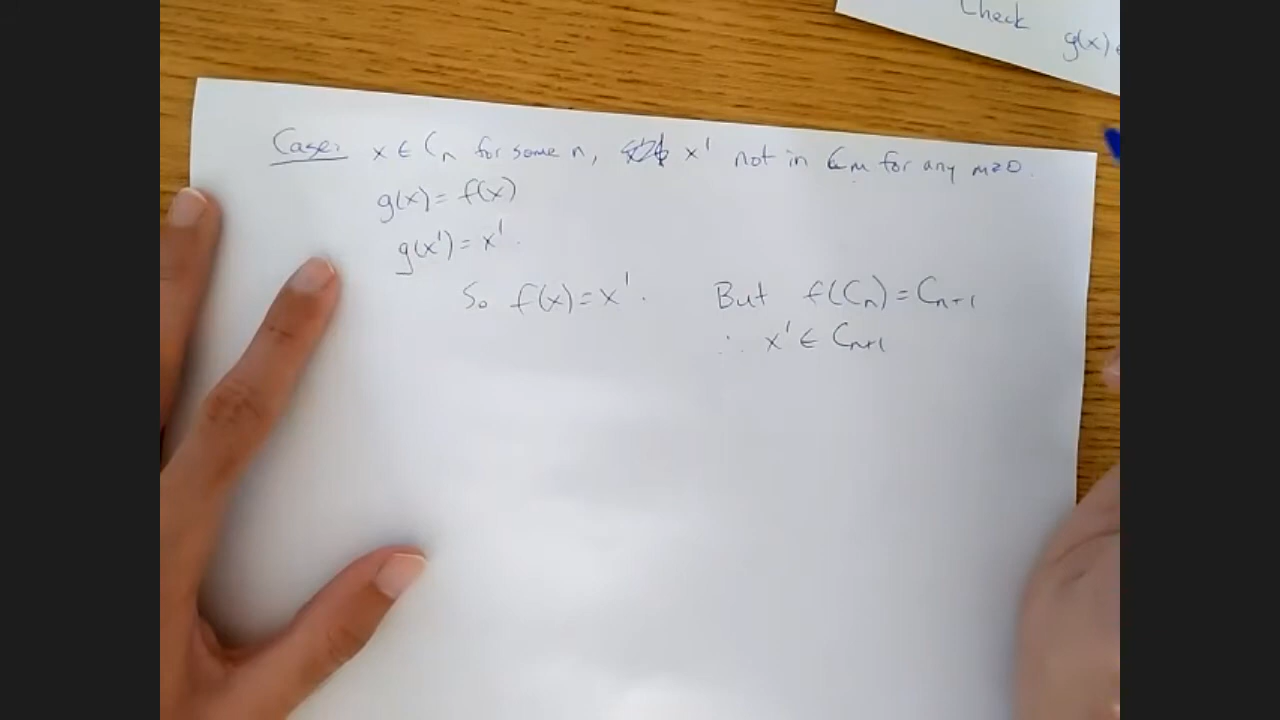 Check
g(x)
Case: x ∈ Cn for some n, x' not in Cm for any m≥0.
g(x) = f(x)
g(x') = x'.
So f(x) = x'. But f(Cn) = Cn+1
∴ x' ∈ Cn+1